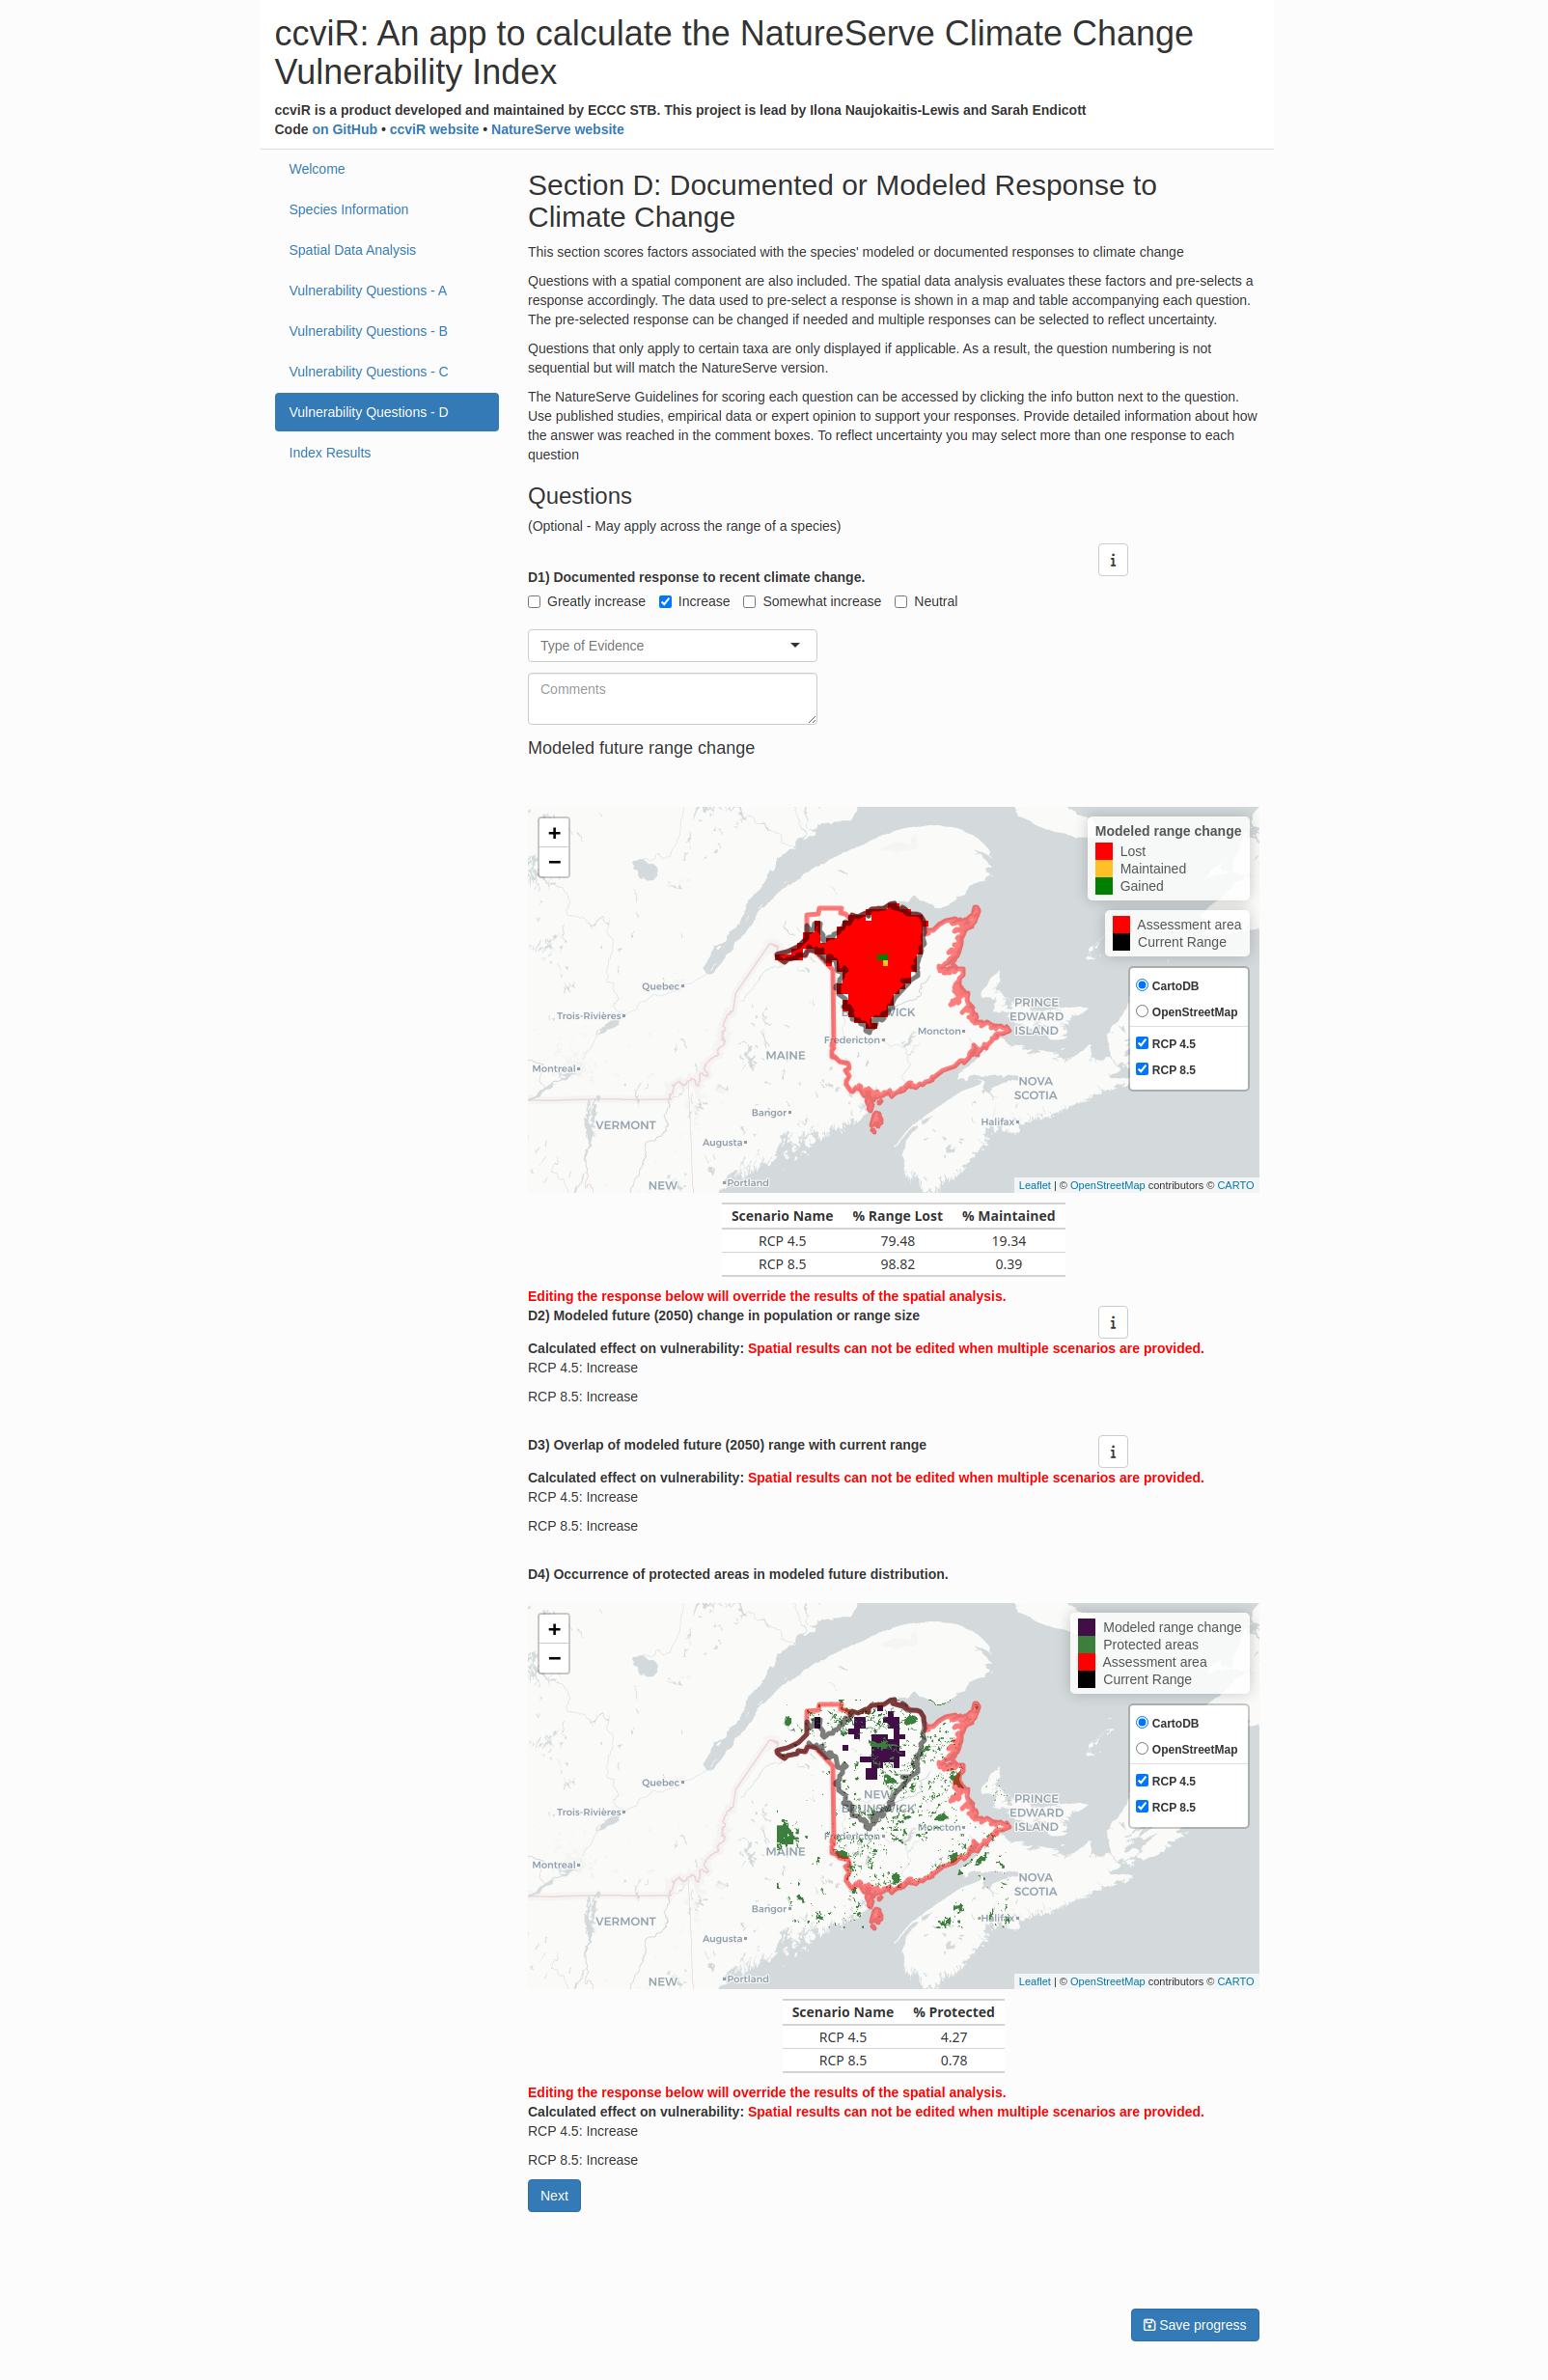 ccviR: An app to calculate the NatureServe Climate Change
Vulnerability Index
ccviR is a product developed and maintained by ECCC STB. This project is lead by Ilona Naujokaitis-Lewis and Sarah Endicott
Code on GitHub • ccviR website • NatureServe website
Welcome
Species Information
Spatial Data Analysis
Vulnerability Questions - A
Vulnerability Questions - B
Vulnerability Questions - C
Vulnerability Questions - D
Index Results
Section D: Documented or Modeled Response to
Climate Change
This section scores factors associated with the species' modeled or documented responses to climate change
Questions with a spatial component are also included. The spatial data analysis evaluates these factors and pre-selects a
response accordingly. The data used to pre-select a response is shown in a map and table accompanying each question.
The pre-selected response can be changed if needed and multiple responses can be selected to reflect uncertainty.
Questions that only apply to certain taxa are only displayed if applicable. As a result, the question numbering is not
sequential but will match the NatureServe version.
The NatureServe Guidelines for scoring each question can be accessed by clicking the info button next to the question.
Use published studies, empirical data or expert opinion to support your responses. Provide detailed information about how
the answer was reached in the comment boxes. To reflect uncertainty you may select more than one response to each
question
Questions
(Optional - May apply across the range of a species)
i
D1) Documented response to recent climate change.
Greatly increase Increase Somewhat increase Neutral
Type of Evidence
Comments
Modeled future range change
+
−
Modeled range change
Lost
Maintained
Gained
Assessment area
Current Range
CartoDB
OpenStreetMap
RCP 4.5
RCP 8.5
Quebec
Trois-Rivières
Montreal
VERMONT
NEW
MAINE
Bangor
Augusta
Portland
Fredericton
Moncton
PRINCE
EDWARD
ISLAND
NOVA
SCOTIA
Halifax
Leaflet | © OpenStreetMap contributors © CARTO
Scenario Name % Range Lost % Maintained
RCP 4.5 79.48 19.34
RCP 8.5 98.82 0.39
Editing the response below will override the results of the spatial analysis.
D2) Modeled future (2050) change in population or range size
i
Calculated effect on vulnerability: Spatial results can not be edited when multiple scenarios are provided.
RCP 4.5: Increase
RCP 8.5: Increase
D3) Overlap of modeled future (2050) range with current range
i
Calculated effect on vulnerability: Spatial results can not be edited when multiple scenarios are provided.
RCP 4.5: Increase
RCP 8.5: Increase
D4) Occurrence of protected areas in modeled future distribution.
+
−
Modeled range change
Protected areas
Assessment area
Current Range
CartoDB
OpenStreetMap
RCP 4.5
RCP 8.5
Quebec
Trois-Rivières
Montreal
VERMONT
NEW
MAINE
Bangor
Augusta
Portland
NEW
BRUNSWICK
Fredericton
Moncton
PRINCE
EDWARD
ISLAND
NOVA
SCOTIA
Halifax
Leaflet | © OpenStreetMap contributors © CARTO
Scenario Name % Protected
RCP 4.5 4.27
RCP 8.5 0.78
Editing the response below will override the results of the spatial analysis.
Calculated effect on vulnerability: Spatial results can not be edited when multiple scenarios are provided.
RCP 4.5: Increase
RCP 8.5: Increase
Next
Save progress